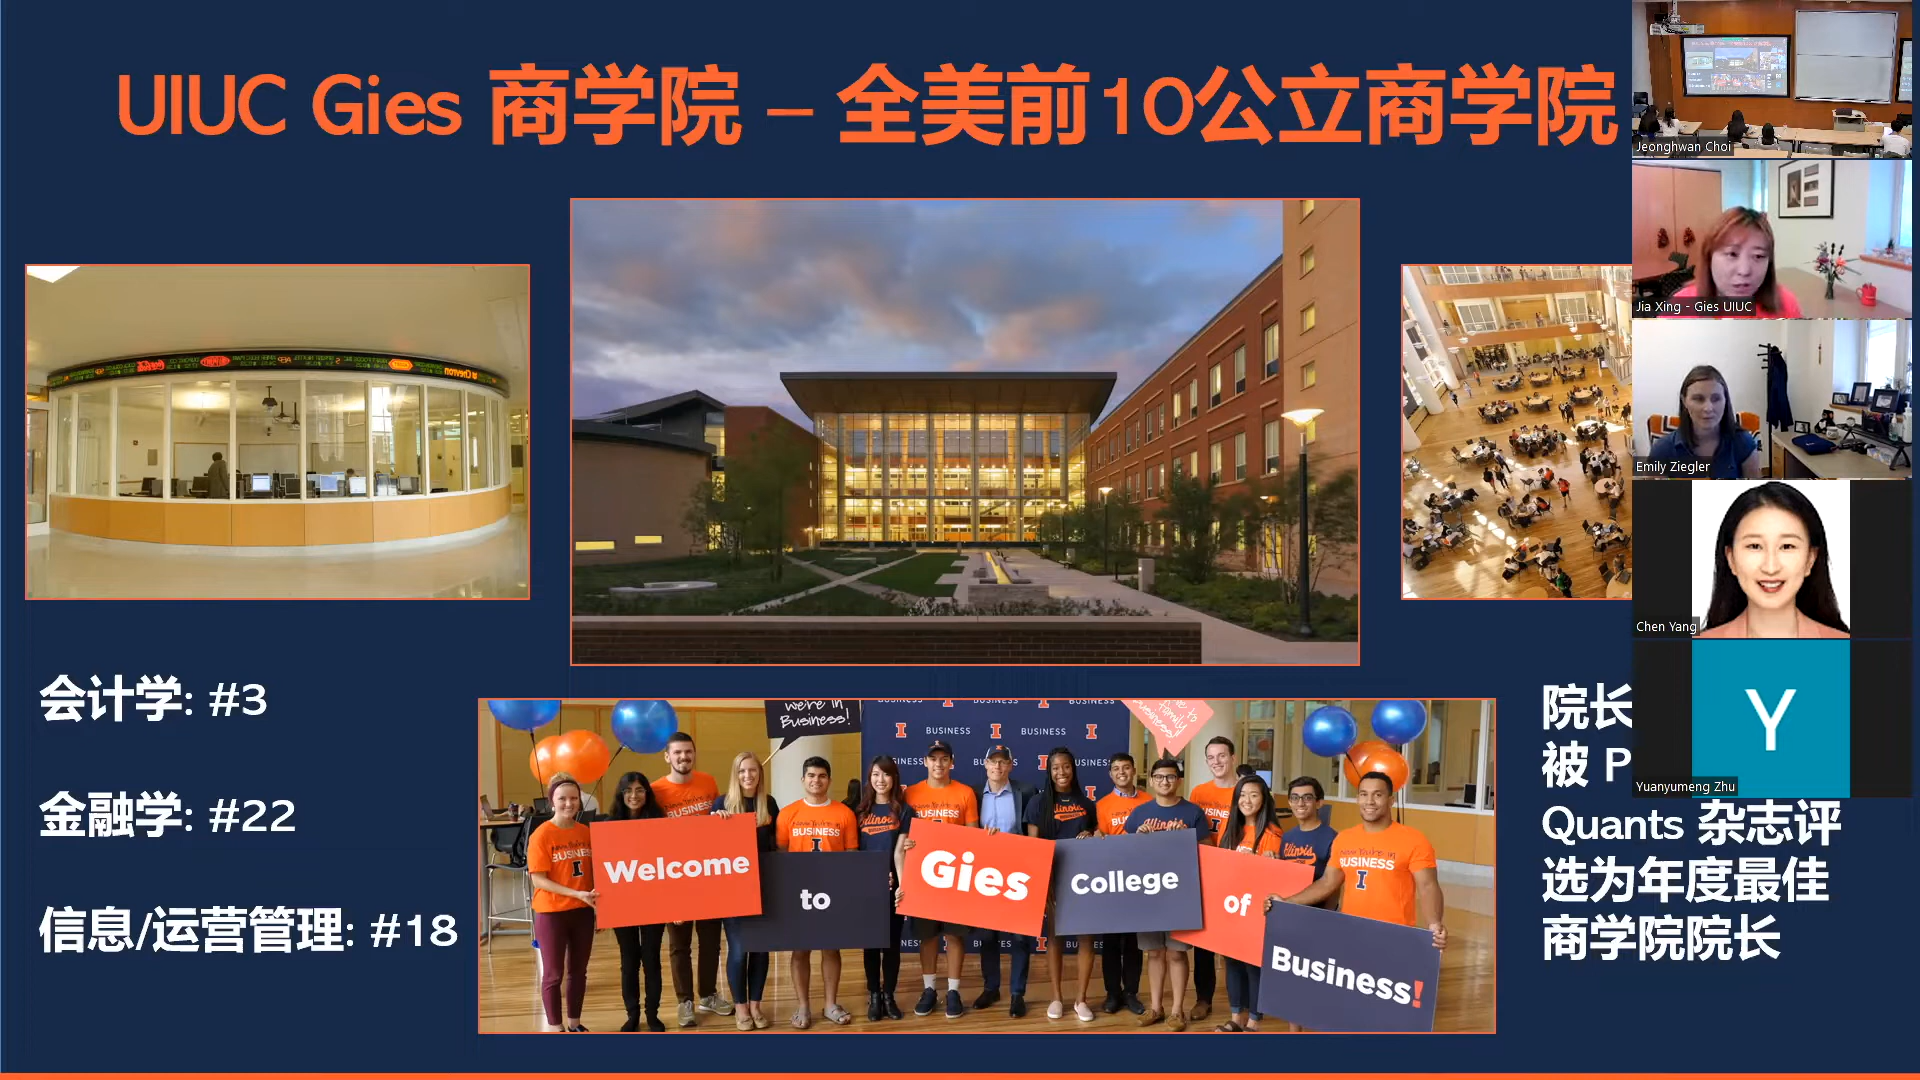 UIUC Gies 商学院 – 全美前10公立商学院
Jeonghwan Choi
Jia Xing - Gies UIUC
Emily Ziegler
Chen Yang
Y
Yuanyumeng Zhu
Chevron
会计学: #3
金融学: #22
信息/运营管理: #18
we're in
Business!
BUSINESS
BUSINESS
Welcome
to
Gies
College
of
Business!
院长
被 P
Quants 杂志评
选为年度最佳
商学院院长